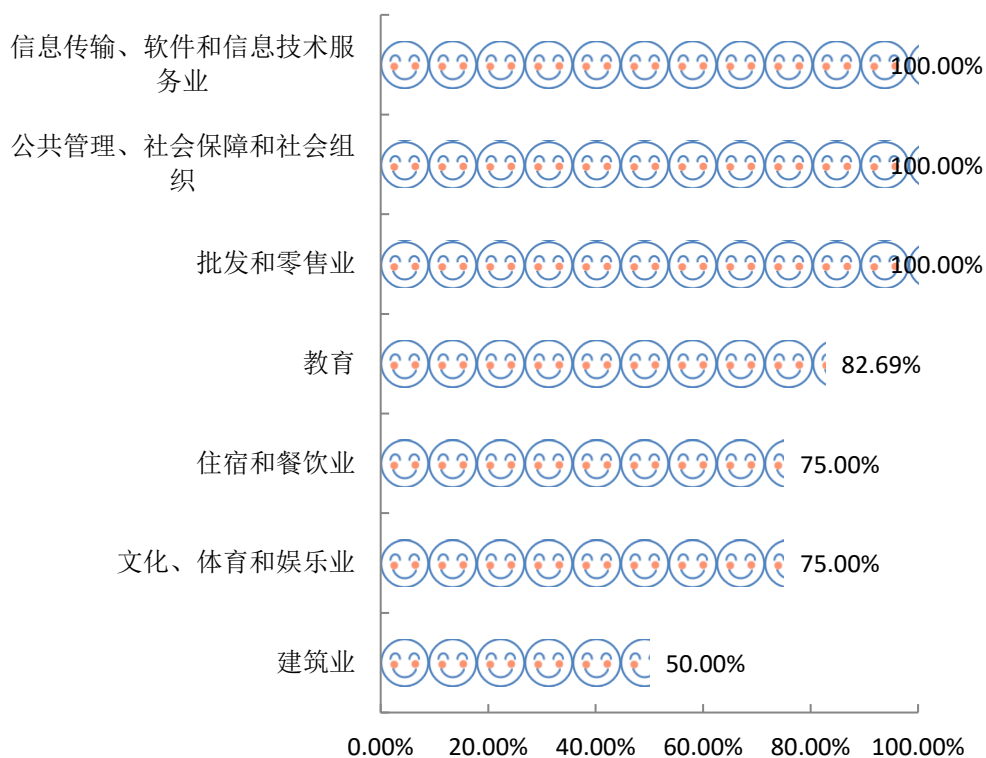 信息传输、软件和信息技术服
务业
100.00%
公共管理、社会保障和社会组
织
100.00%
批发和零售业
100.00%
教育
82.69%
住宿和餐饮业
75.00%
文化、体育和娱乐业
75.00%
建筑业
50.00%
0.00% 20.00% 40.00% 60.00% 80.00% 100.00%